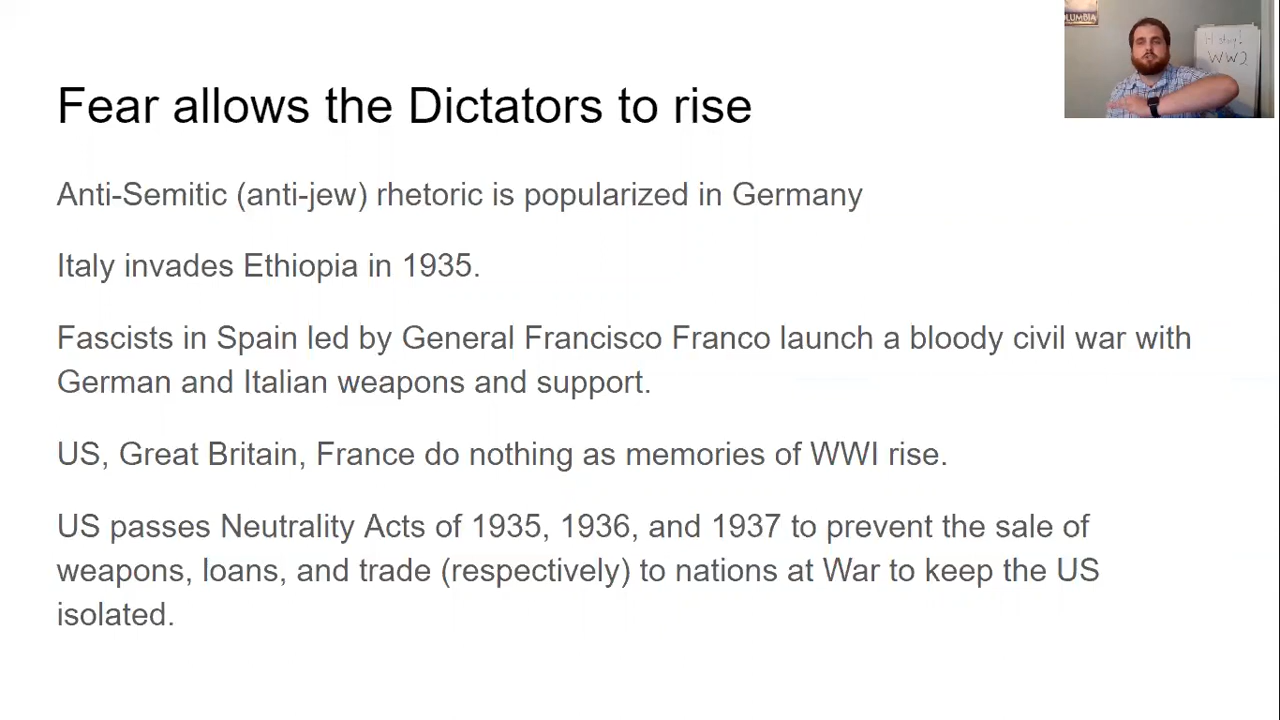 Fear allows the Dictators to rise
Anti-Semitic (anti-jew) rhetoric is popularized in Germany
Italy invades Ethiopia in 1935.
Fascists in Spain led by General Francisco Franco launch a bloody civil war with
German and Italian weapons and support.
US, Great Britain, France do nothing as memories of WWI rise.
US passes Neutrality Acts of 1935, 1936, and 1937 to prevent the sale of
weapons, loans, and trade (respectively) to nations at War to keep the US
isolated.
WW2